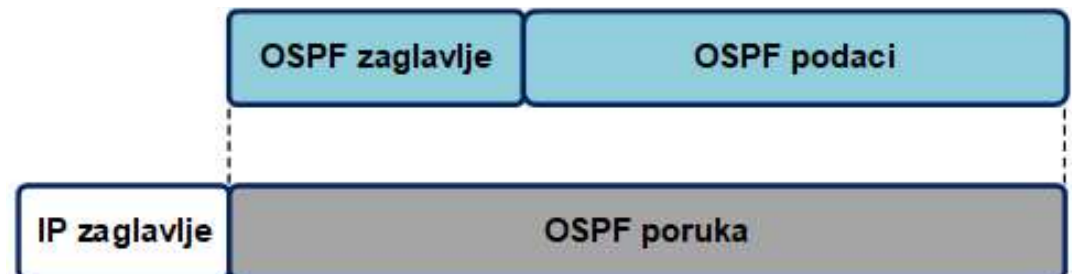 OSPF zaglavlje
OSPF podaci
IP zaglavlje
OSPF poruka